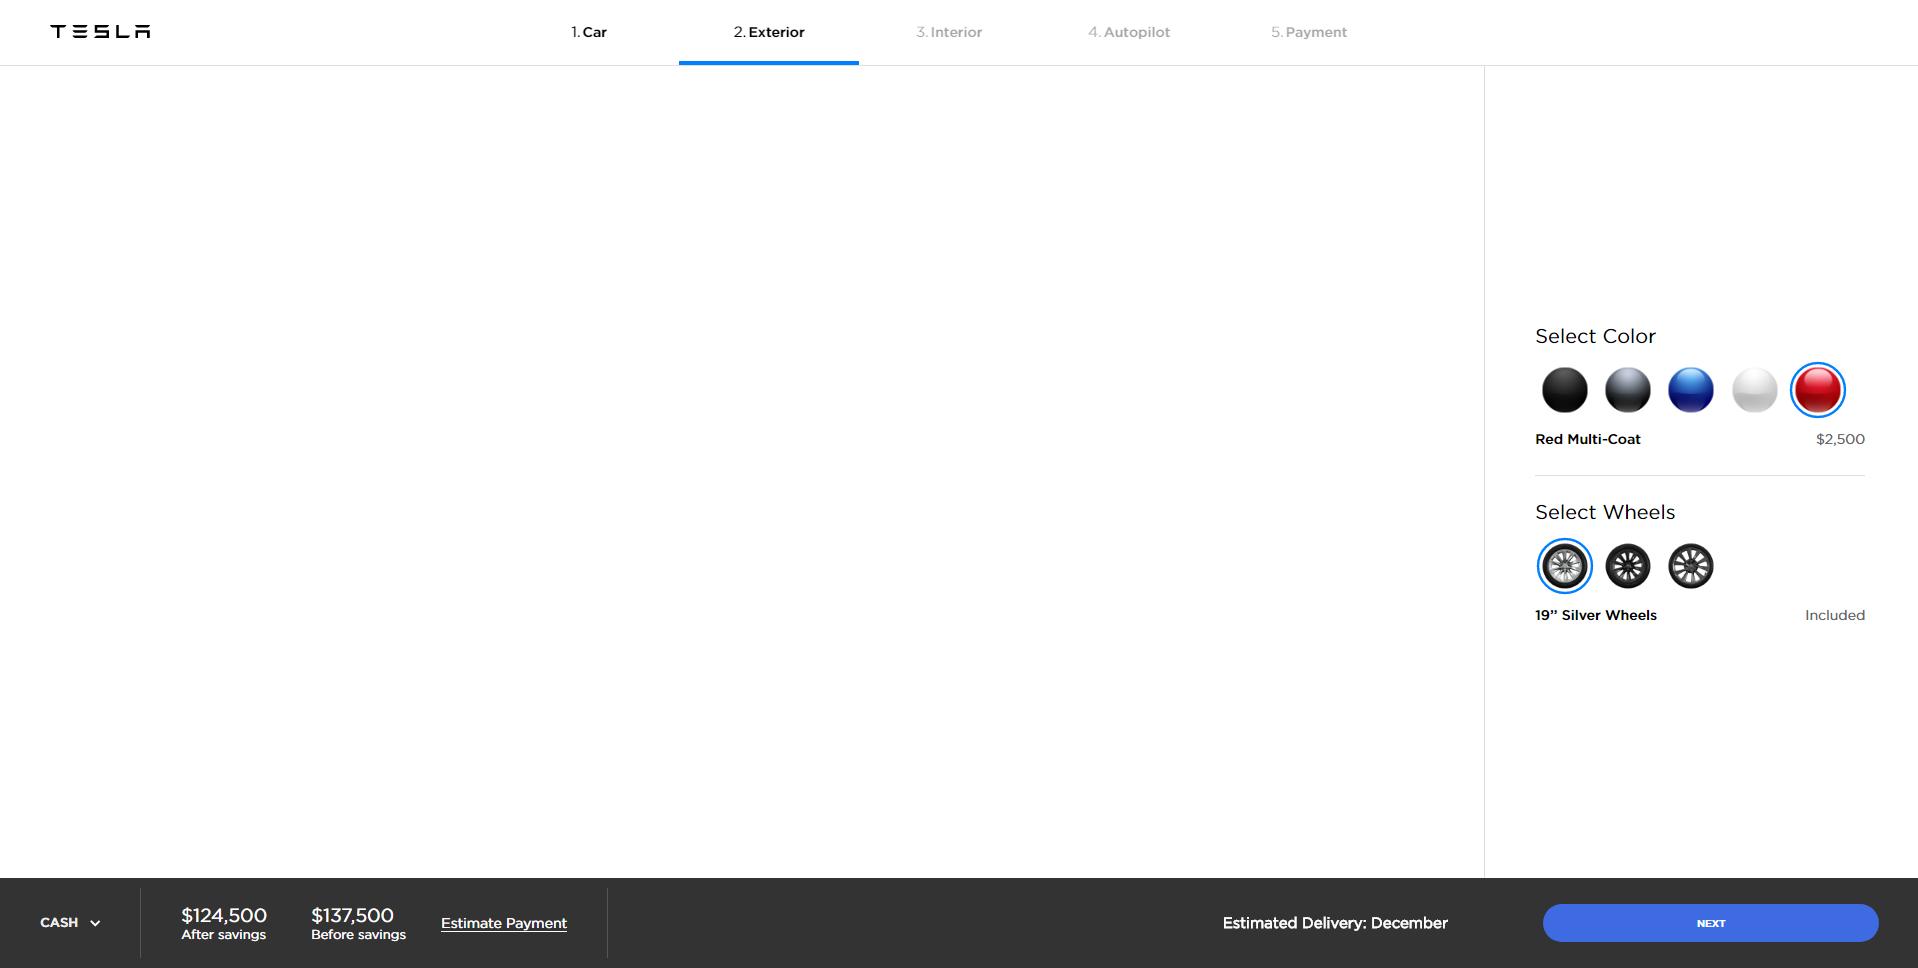 TESLA
1. Car
2. Exterior
3. Interior
4. Autopilot
5. Payment
Select Color
Red Multi-Coat
$2,500
Select Wheels
19” Silver Wheels
Included
CASH
$124,500
After savings
$137,500
Before savings
Estimate Payment
Estimated Delivery: December
NEXT